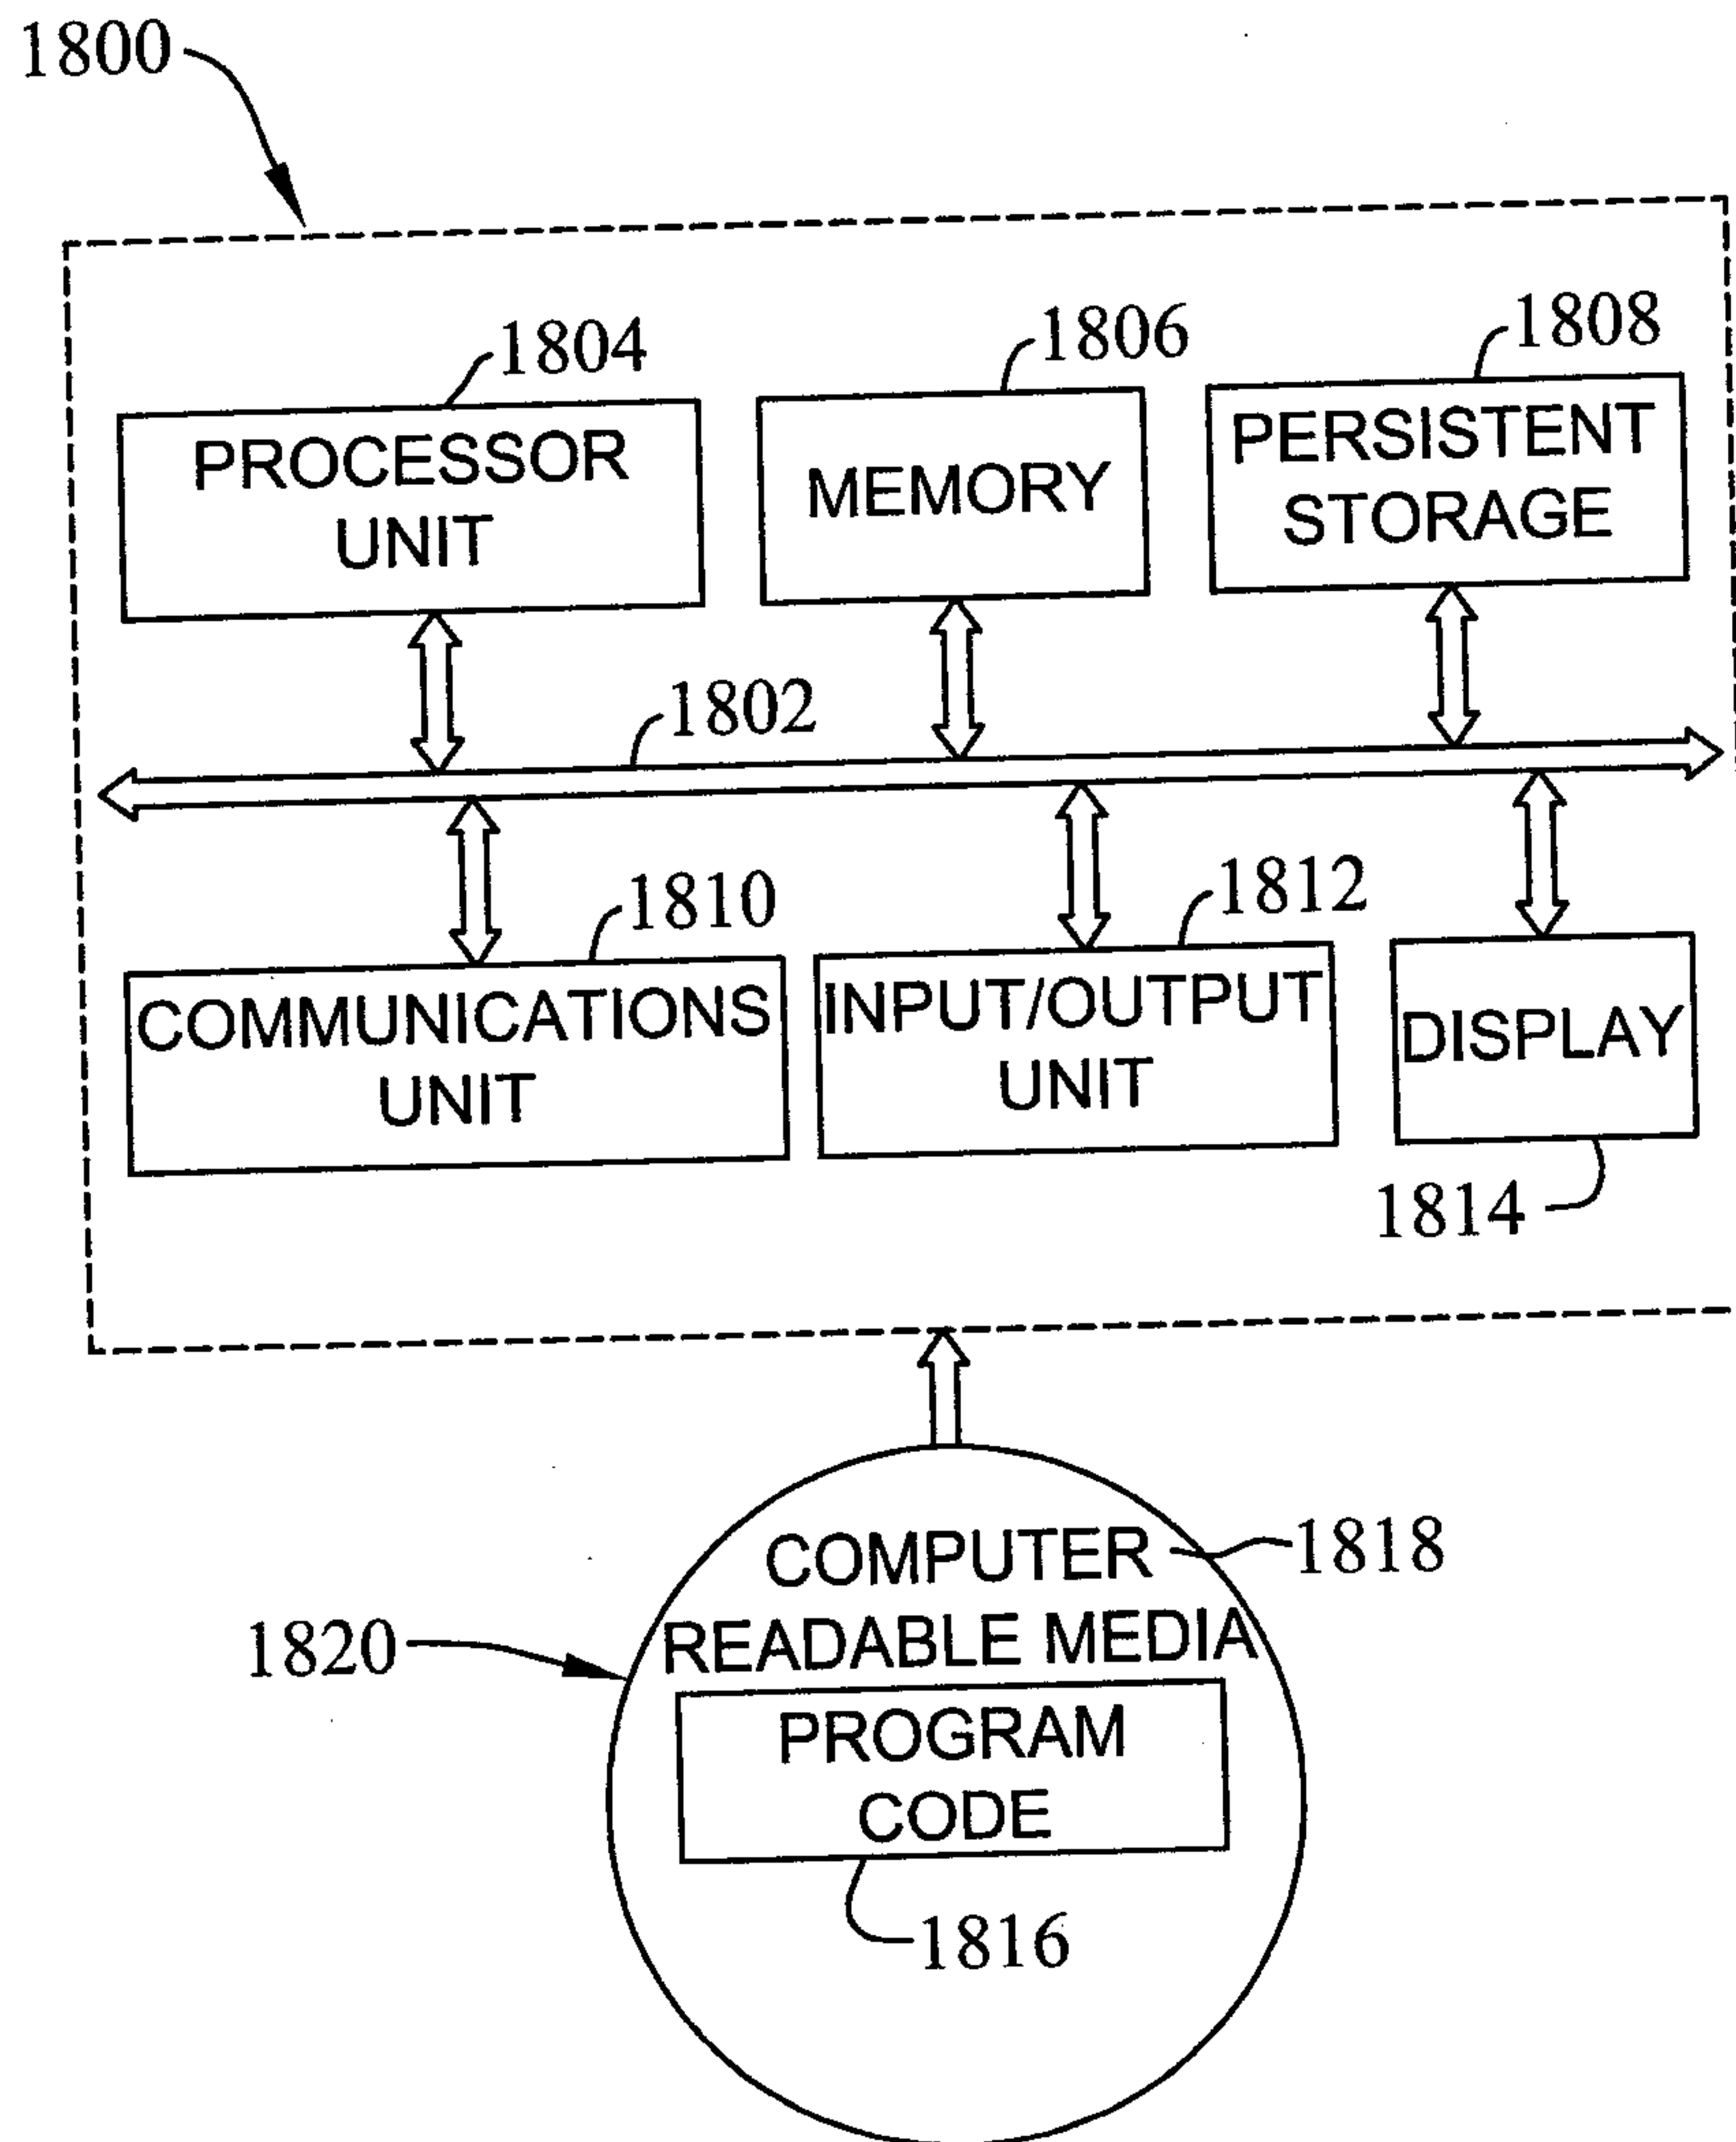 1800
1804
1806
1808
PROCESSOR
UNIT
MEMORY
PERSISTENT
STORAGE
1802
1810
1812
COMMUNICATIONS
UNIT
INPUT/OUTPUT
UNIT
DISPLAY
1814
COMPUTER
READABLE MEDIA
1818
1820
PROGRAM
CODE
1816